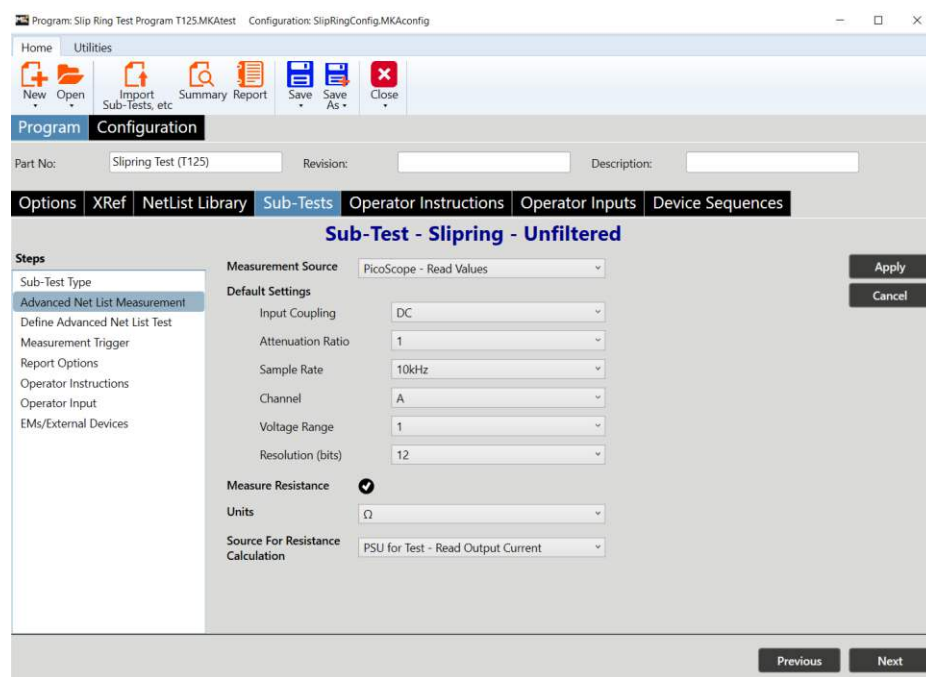 Program: Slip Ring Test Program T125.MKAtest Configuration: SlipRingConfig.MKAconfig
Home Utilities
New Open Import Sub-Tests, etc Summary Report Save Save As Close
Program Configuration
Part No: Slipring Test (T125) Revision: Description:
Options XRef NetList Library Sub-Tests Operator Instructions Operator Inputs Device Sequences
Sub-Test - Slipring - Unfiltered
Steps
Sub-Test Type
Advanced Net List Measurement
Define Advanced Net List Test
Measurement Trigger
Report Options
Operator Instructions
Operator Input
EMs/External Devices
Measurement Source PicoScope - Read Values
Default Settings
Input Coupling DC
Attenuation Ratio 1
Sample Rate 10kHz
Channel A
Voltage Range 1
Resolution (bits) 12
Measure Resistance
Units Ω
Source For Resistance
Calculation PSU for Test - Read Output Current
Apply
Cancel
Previous Next